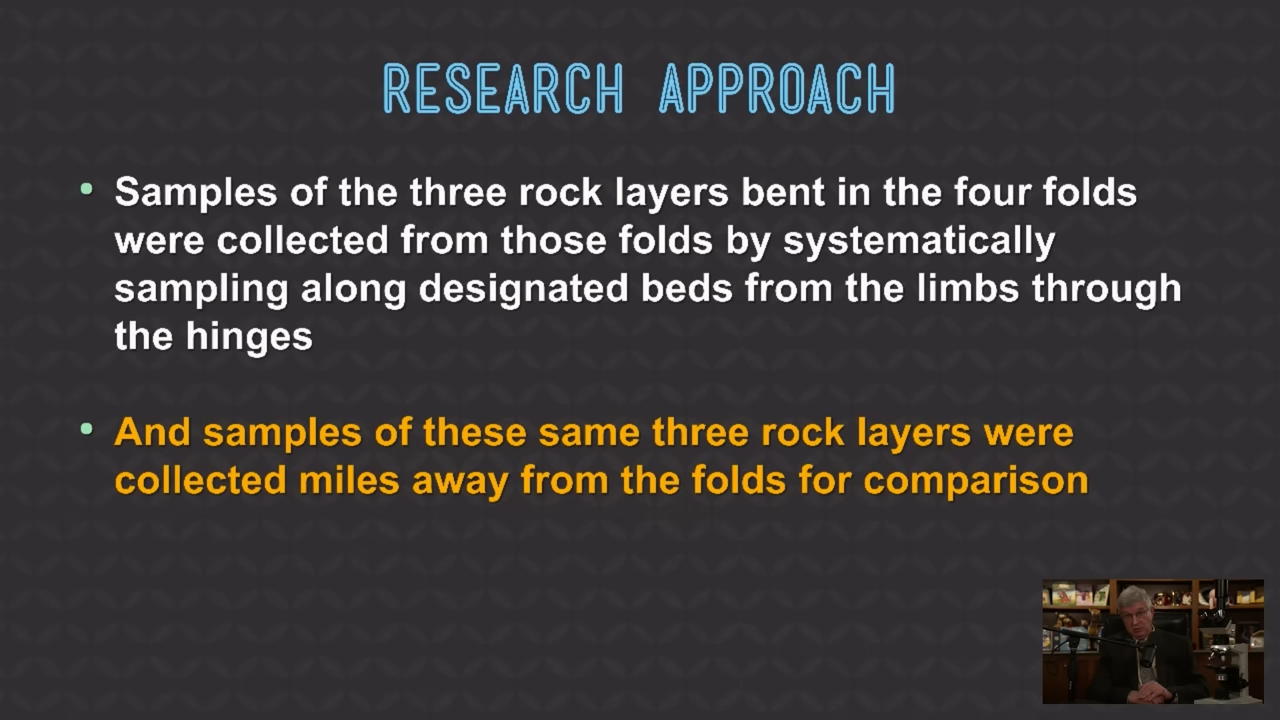 RESEARCH APPROACH
• Samples of the three rock layers bent in the four folds
were collected from those folds by systematically
sampling along designated beds from the limbs through
the hinges
• And samples of these same three rock layers were
collected miles away from the folds for comparison